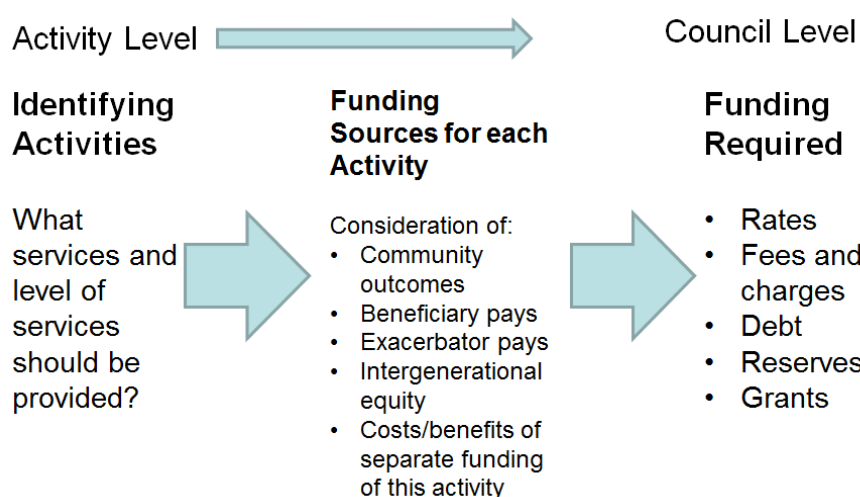 Activity Level
Council Level
Identifying
Activities
What
services and
level of
services
should be
provided?
Funding
Sources for each
Activity
Consideration of:
• Community
outcomes
• Beneficiary pays
• Exacerbator pays
• Intergenerational
equity
• Costs/benefits of
separate funding
of this activity
Funding
Required
• Rates
• Fees and
charges
• Debt
• Reserves
• Grants